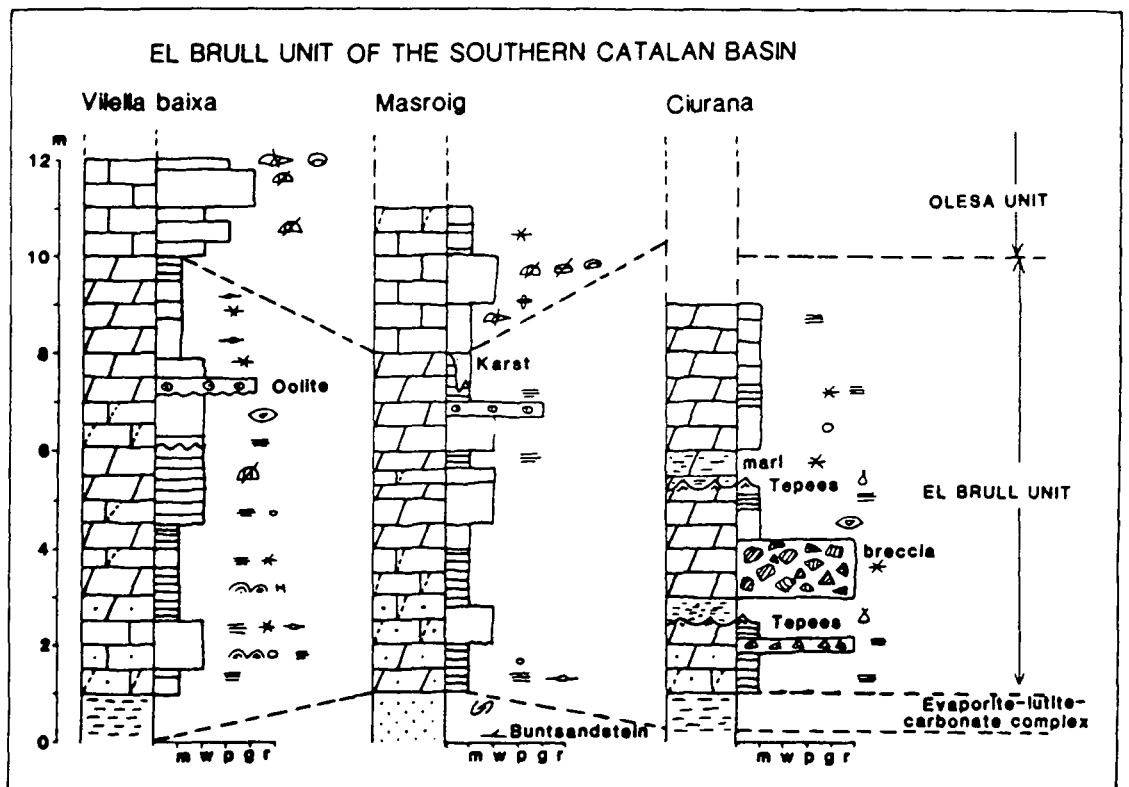 EL BRULL UNIT OF THE SOUTHERN CATALAN BASIN
Vilella baixa
Masroig
Ciurana
m
12
10
8
6
4
2
0
OLESA UNIT
Karst
Oolite
marl
Tepees
EL BRULL UNIT
breccia
Tepees
H
Evaporite-lutite-
carbonate complex
Buntsandstein
m w p g r
m w p g r
m w p g r